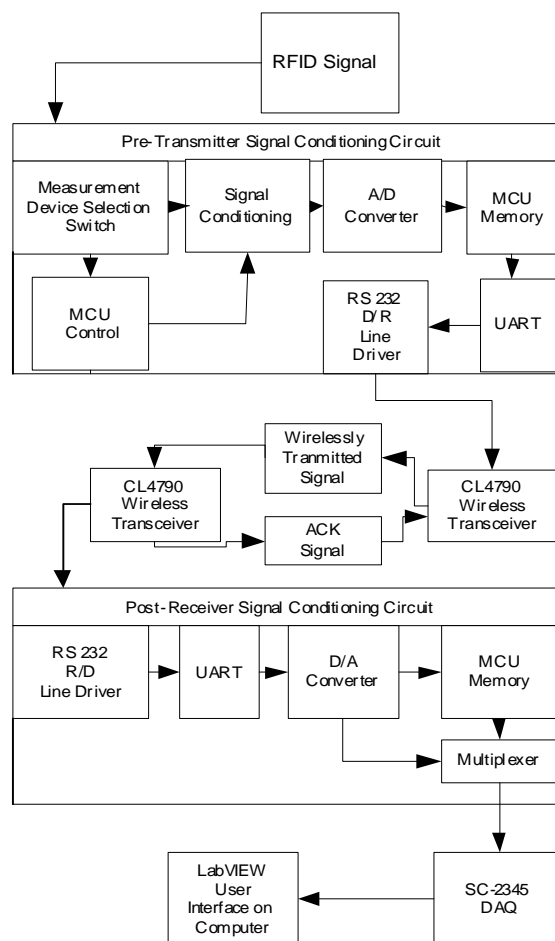 RFID Signal
Pre-Transmitter Signal Conditioning Circuit
Measurement
Device Selection
Switch
Signal
Conditioning
A/D
Converter
MCU
Memory
MCU
Control
RS 232
D/R
Line
Driver
UART
Wirelessly
Tranmitted
Signal
CL4790
Wireless
Transceiver
CL4790
Wireless
Transceiver
ACK
Signal
Post-Receiver Signal Conditioning Circuit
RS 232
R/D
Line Driver
UART
D/A
Converter
MCU
Memory
Multiplexer
LabVIEW
User
Interface on
Computer
SC-2345
DAQ